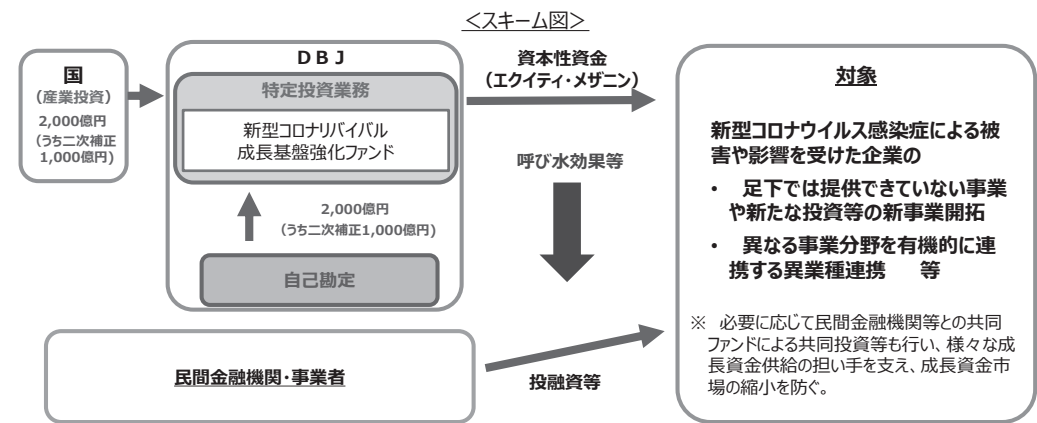 <スキーム図>
国
(産業投資)
2,000億円
(うち二次補正
1,000億円)
DBJ
特定投資業務
新型コロナリバイバル
成長基盤強化ファンド
2,000億円
(うち二次補正1,000億円)
自己勘定
資本性資金
(エクイティ・メザニン)
呼び水効果等
民間金融機関・事業者
投融資等
対象
新型コロナウイルス感染症による被
害や影響を受けた企業の
・ 足下では提供できていない事業
や新たな投資等の新事業開拓
・ 異なる事業分野を有機的に連
携する異業種連携 等
※ 必要に応じて民間金融機関等との共同
ファンドによる共同投資等も行い、様々な成
長資金供給の担い手を支え、成長資金市
場の縮小を防ぐ。